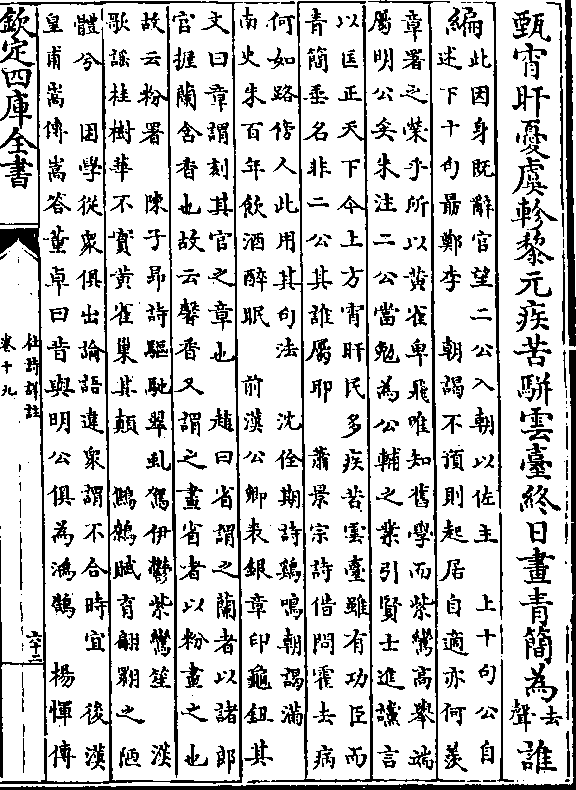 甄宵旰憂虞軫黎元疾苦駢雲臺終日畫青簡為去聲誰
編此因身既辭官望二公入朝以佐主　上十句公自
述下十句勗鄭李　朝謁不預則起居自適亦何羨
章署之榮乎所以黃雀卑飛唯知舊學而紫鸞高舉端
屬明公矣朱注二公當勉為公輔之業引賢士進讜言
以匡正天下今上方宵旰民多疾苦雲臺雖有功臣而
青簡垂名非二公其誰屬耶　蕭景宗詩借問霍去病
何如路傍人此用其句法　沈佺期詩鷄鳴朝謁滿
南史朱百年飲酒醉眠　前漢公卿表銀章印龜鈕其
文曰章謂刻其官之章也　趙曰省謂之蘭者以諸郎
官握蘭含香也故云馨香又謂之畫省者以粉畫之也
故云粉署　陳子昂詩驅馳翠虬駕伊鬱紫鸞笙　漢
歌謠桂樹華不實黃雀巢其顛　鷦鷯賦育翩翾之陋
體兮　困學從衆俱出論語違衆謂不合時宜　後漢
皇甫嵩傳嵩答董卓曰昔與明公俱為鴻鵠　楊惲傳
欽定四庫全書
杜詩詳註
卷十九
六十二